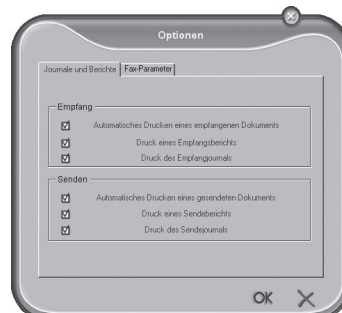 Optionen
Journale und Berichte Fax-Parameter
Empfang
Automatisches Drucken eines empfangenen Dokuments
Druck eines Empfangsberichts
Druck des Empfangjournals
Senden
Automatisches Drucken eines gesendeten Dokuments
Druck eines Sendeberichts
Druck des Sendejournals
OK